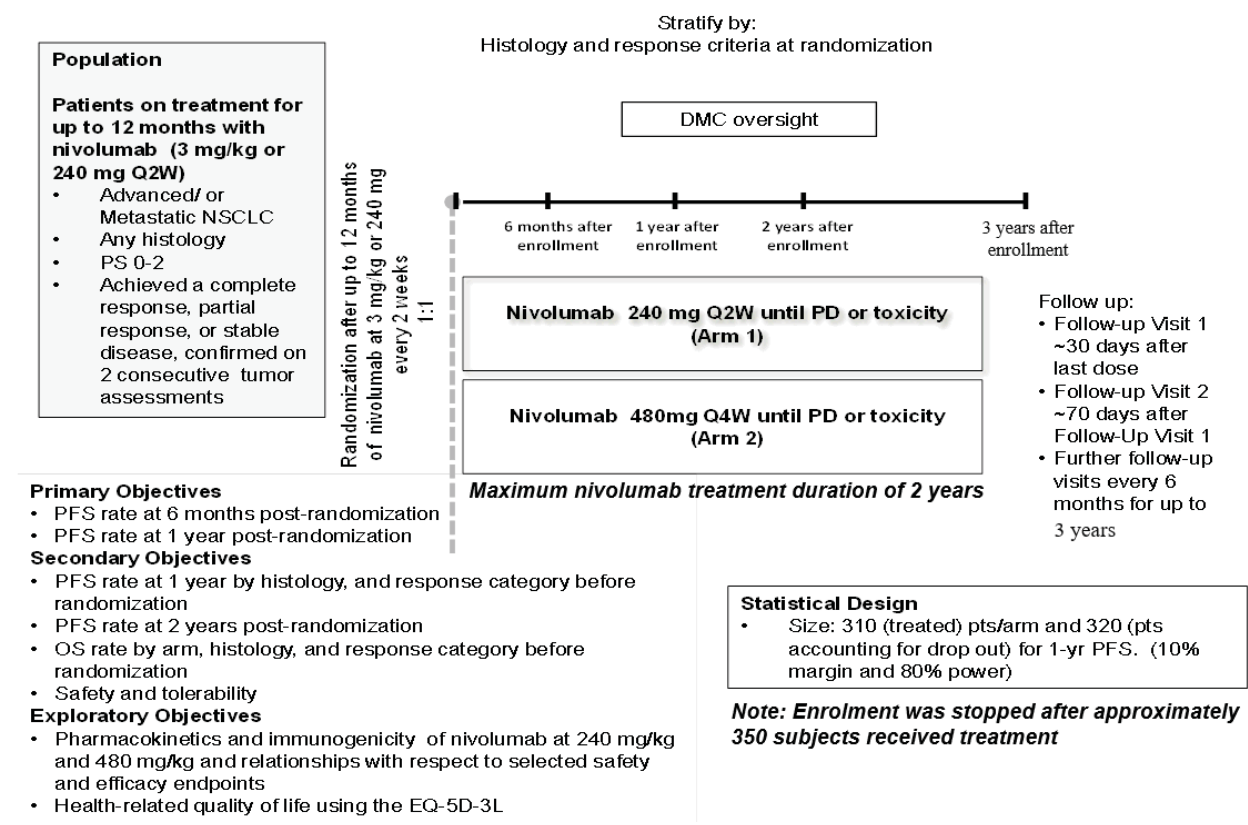 Stratify by:
Histology and response criteria at randomization
Population
Patients on treatment for
up to 12 months with
nivolumab (3 mg/kg or
240 mg Q2W)
• Advanced/ or
Metastatic NSCLC
• Any histology
• PS 0-2
• Achieved a complete
response, partial
response, or stable
disease, confirmed on
2 consecutive tumor
assessments
Randomization after up to 12 months
of nivolumab at 3 mg/kg or 240 mg
every 2 weeks
1:1
DMC oversight
6 months after
enrollment
1 year after
enrollment
2 years after
enrollment
3 years after
enrollment
Nivolumab 240 mg Q2W until PD or toxicity
(Arm 1)
Nivolumab 480mg Q4W until PD or toxicity
(Arm 2)
Maximum nivolumab treatment duration of 2 years
Follow up:
• Follow-up Visit 1
~30 days after
last dose
• Follow-up Visit 2
~70 days after
Follow-Up Visit 1
• Further follow-up
visits every 6
months for up to
3 years
Primary Objectives
• PFS rate at 6 months post-randomization
• PFS rate at 1 year post-randomization
Secondary Objectives
• PFS rate at 1 year by histology, and response category before
randomization
• PFS rate at 2 years post-randomization
• OS rate by arm, histology, and response category before
randomization
• Safety and tolerability
Exploratory Objectives
• Pharmacokinetics and immunogenicity of nivolumab at 240 mg/kg
and 480 mg/kg and relationships with respect to selected safety
and efficacy endpoints
• Health-related quality of life using the EQ-5D-3L
Statistical Design
• Size: 310 (treated) pts/arm and 320 (pts
accounting for drop out) for 1-yr PFS. (10%
margin and 80% power)
Note: Enrolment was stopped after approximately
350 subjects received treatment